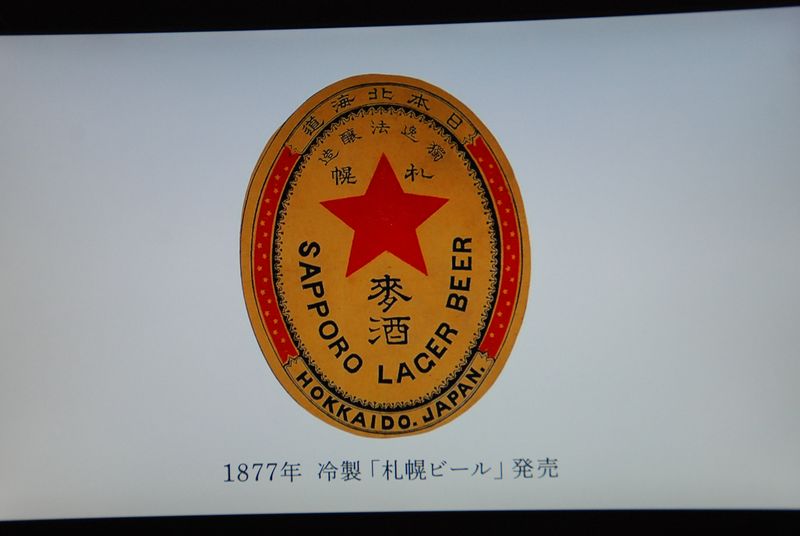 日本北海道
獨逸法釀造
札幌
麥酒
SAPPORO LAGER BEER
HOKKAIDO. JAPAN.
1877年 冷製「札幌ビール」発売